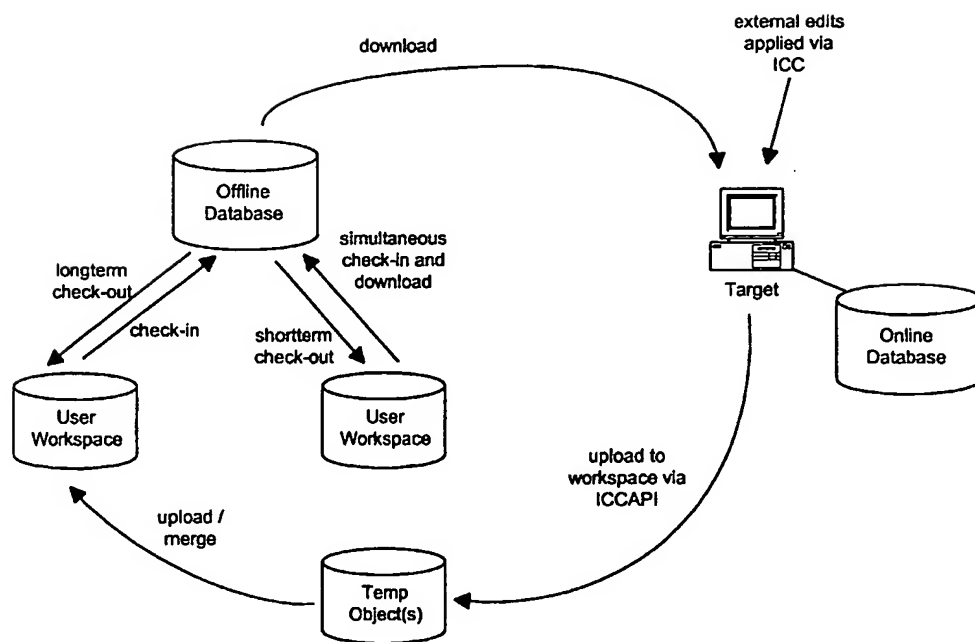 download
external edits
applied via
ICC
Offline
Database
simultaneous
check-in and
download
longterm
check-out
check-in
shortterm
check-out
Target
Online
Database
User
Workspace
User
Workspace
upload to
workspace via
ICCAPI
upload /
merge
Temp
Object(s)